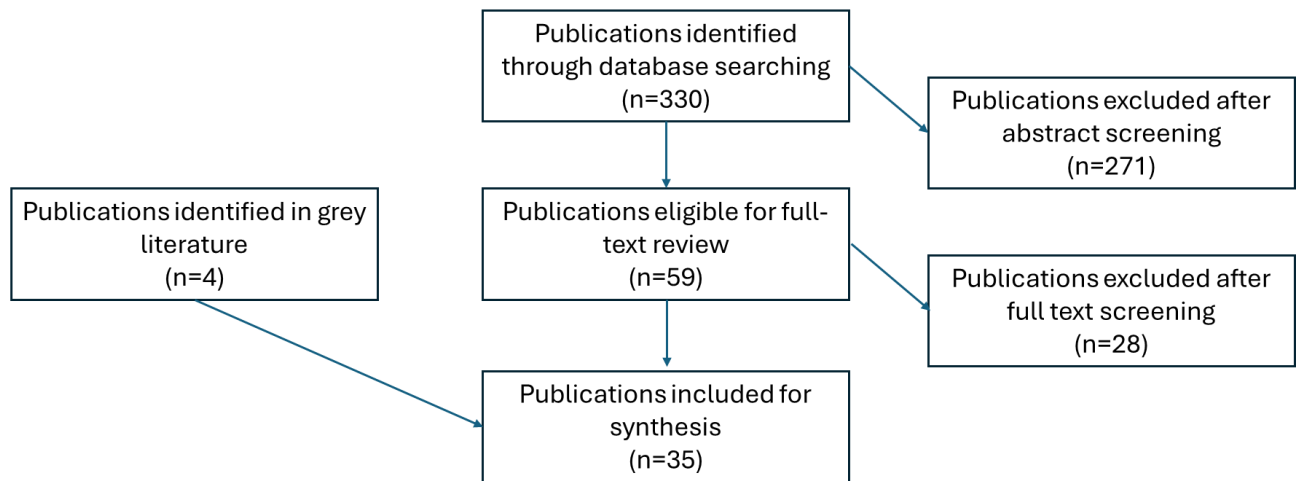 Publications identified
through database searching
(n=330)
Publications excluded after
abstract screening
(n=271)
Publications identified in grey
literature
(n=4)
Publications eligible for full-
text review
(n=59)
Publications excluded after
full text screening
(n=28)
Publications included for
synthesis
(n=35)